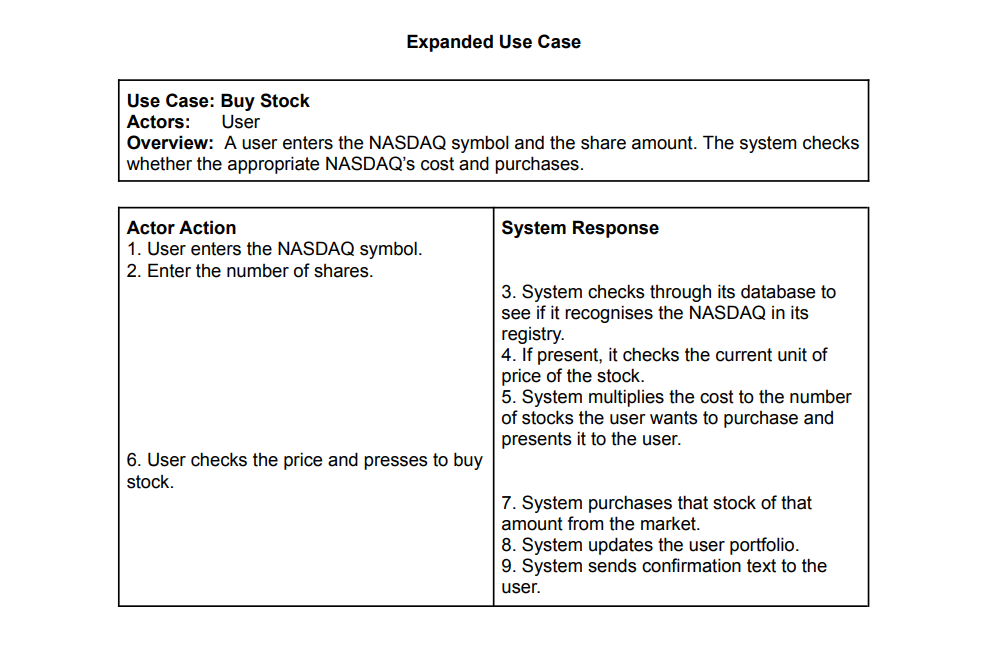 Expanded Use Case
Use Case: Buy Stock
Actors: User
Overview: A user enters the NASDAQ symbol and the share amount. The system checks
whether the appropriate NASDAQ’s cost and purchases.
Actor Action
1. User enters the NASDAQ symbol.
2. Enter the number of shares.
System Response
3. System checks through its database to
see if it recognises the NASDAQ in its
registry.
4. If present, it checks the current unit of
price of the stock.
5. System multiplies the cost to the number
of stocks the user wants to purchase and
presents it to the user.
6. User checks the price and presses to buy
stock.
7. System purchases that stock of that
amount from the market.
8. System updates the user portfolio.
9. System sends confirmation text to the
user.